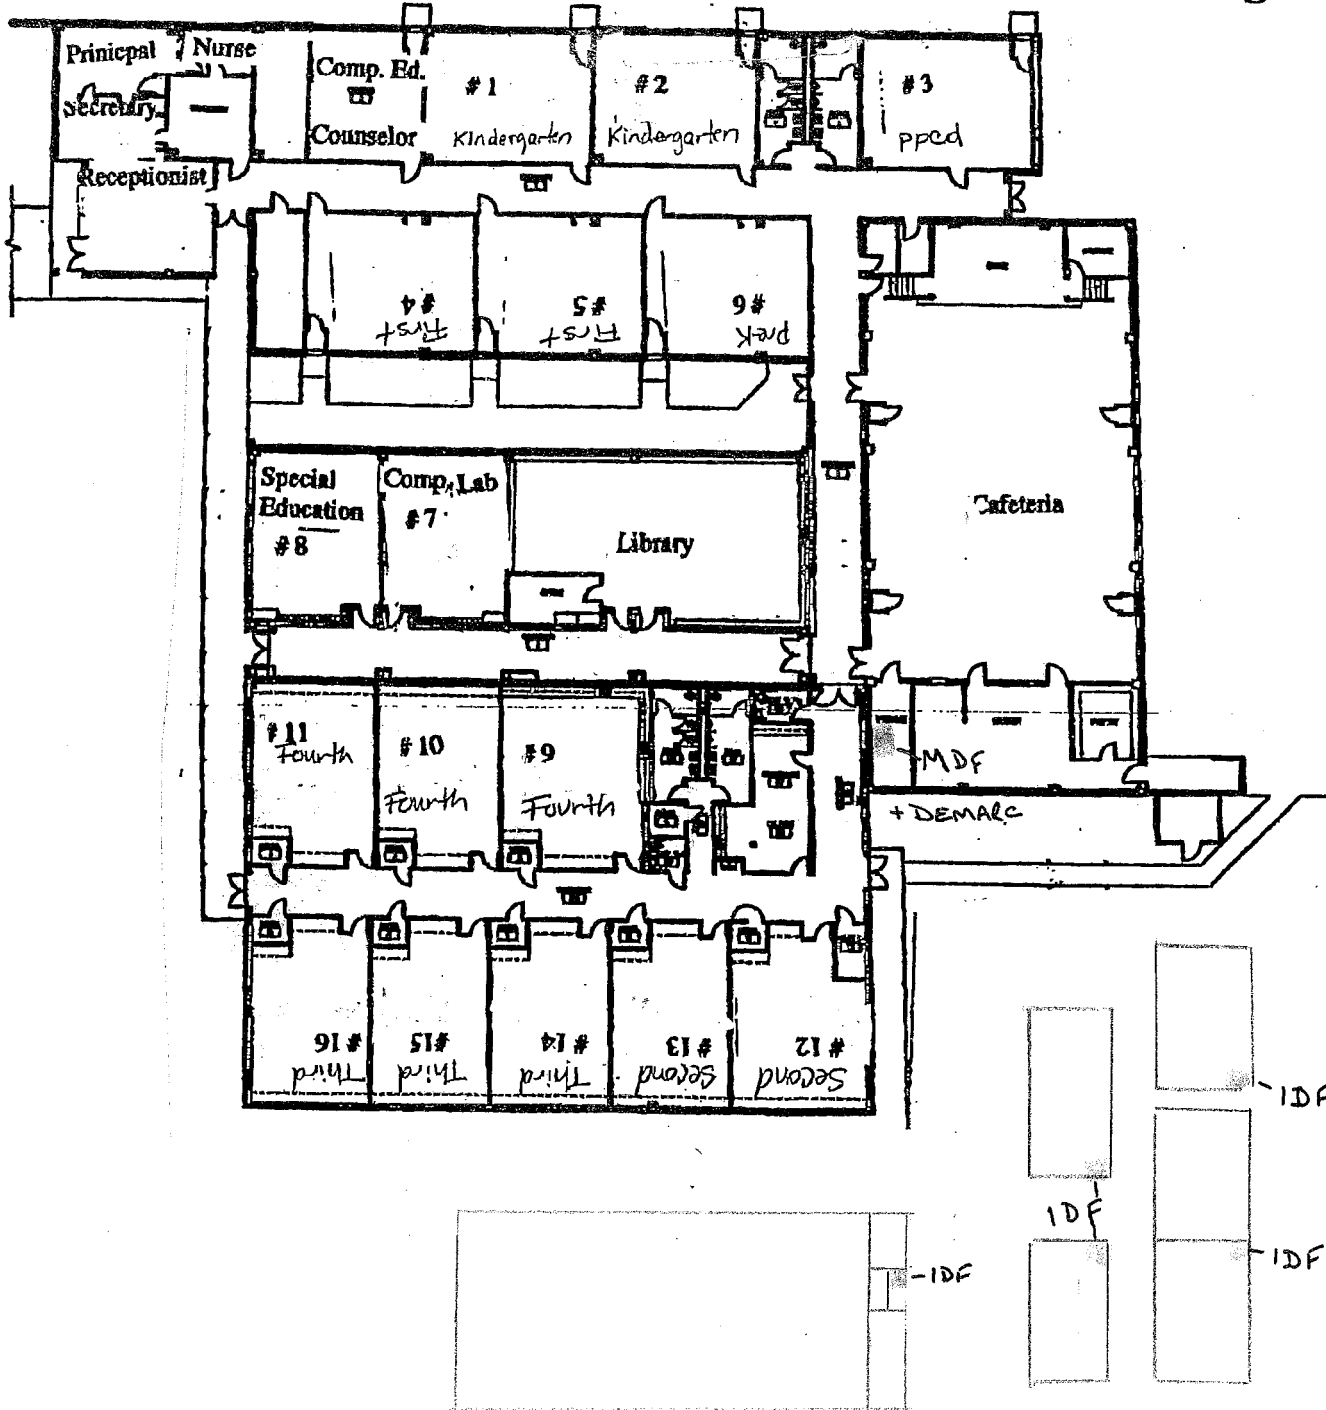 Prinicpal
Nurse
Secretary
Receptionist
Comp. Ed.
Counselor
#1
Kindergarten
#2
Kindergarten
#3
ppcd
#4
First
#5
First
#6
Pre-K
Special
Education
#8
Comp. Lab
#7
Library
Cafeteria
#11
Fourth
#10
Fourth
#9
Fourth
MDF
+ DEMARC
#16
Third
#15
Third
#14
Third
#13
Second
#12
Second
IDF
IDF
IDF
IDF